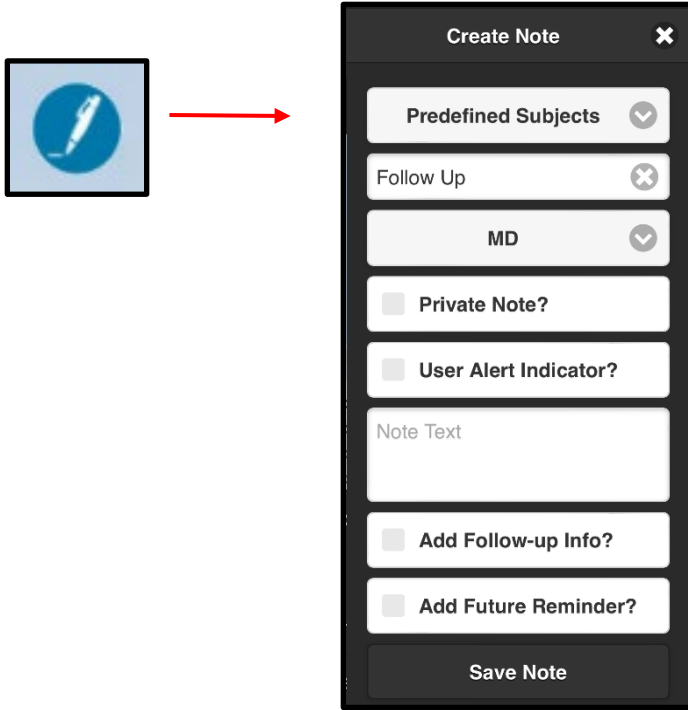 Create Note
Predefined Subjects
Follow Up
MD
Private Note?
User Alert Indicator?
Note Text
Add Follow-up Info?
Add Future Reminder?
Save Note